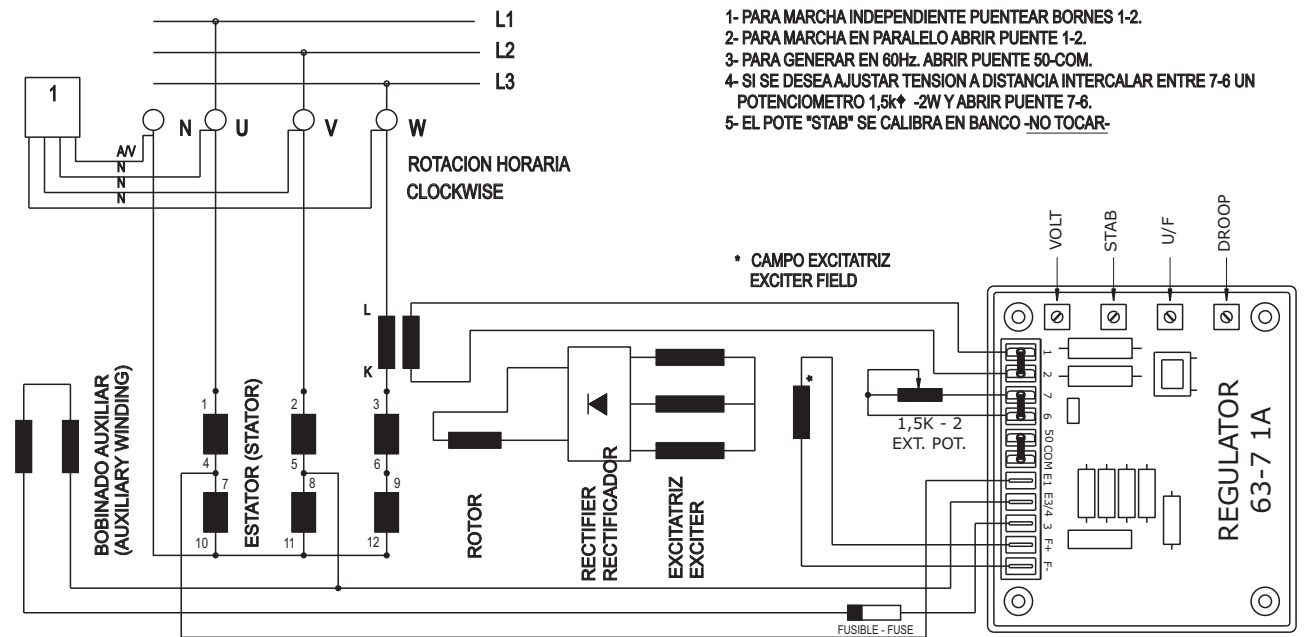 L1
L2
L3
1- PARA MARCHA INDEPENDIENTE PUENTEAR BORNES 1-2.
2- PARA MARCHA EN PARALELO ABRIR PUENTE 1-2.
3- PARA GENERAR EN 60Hz. ABRIR PUENTE 50-COM.
4- SI SE DESEA AJUSTAR TENSION A DISTANCIA INTERCALAR ENTRE 7-6 UN
POTENCIOMETRO 1,5k -2W Y ABRIR PUENTE 7-6.
5- EL POTE "STAB" SE CALIBRA EN BANCO -NO TOCAR-
1
N
U
V
W
A/V
N
N
N
ROTACION HORARIA
CLOCKWISE
* CAMPO EXCITATRIZ
EXCITER FIELD
VOLT
STAB
U/F
DROOP
L
K
1
2
3
4
5
6
7
8
9
10
11
12
BOBINADO AUXILIAR
(AUXILIARY WINDING)
ESTATOR (STATOR)
ROTOR
RECTIFIER
RECTIFICADOR
EXCITATRIZ
EXCITER
*
1,5K - 2
EXT. POT.
1
2
7
6
50
COM
E1
E3/4
3
F+
F-
REGULATOR
63-7 1A
FUSIBLE - FUSE